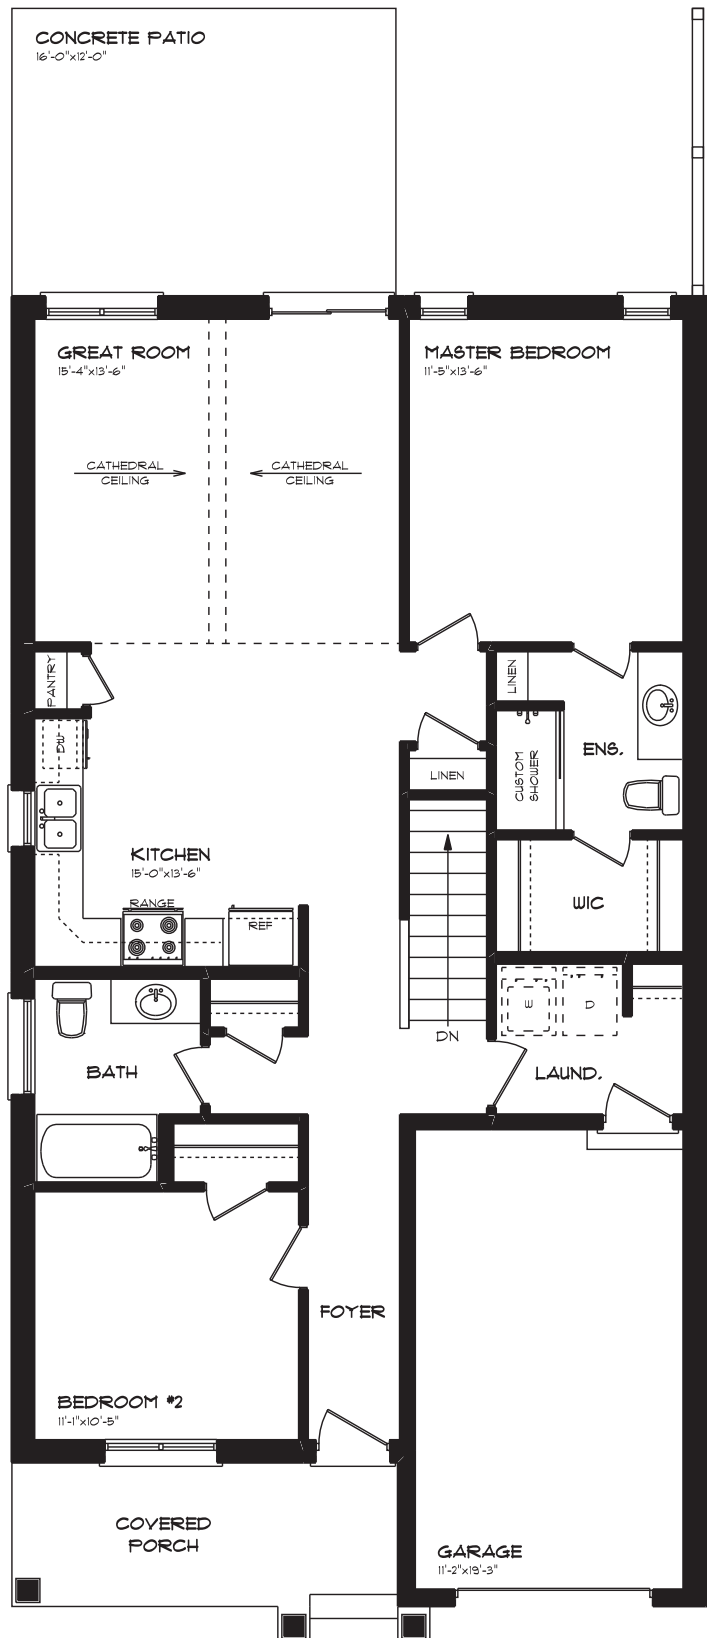 CONCRETE PATIO
16'-0"x12'-0"
GREAT ROOM
15'-4"x13'-6"
MASTER BEDROOM
11'-5"x13'-6"
CATHEDRAL
CEILING
CATHEDRAL
CEILING
PANTRY
LINEN
DW
ENS.
CUSTOM
SHOWER
LINEN
KITCHEN
15'-0"x13'-6"
RANGE
REF
WIC
E
D
DN
BATH
LAUND.
FOYER
BEDROOM #2
11'-1"x10'-5"
COVERED
PORCH
GARAGE
11'-2"x19'-3"